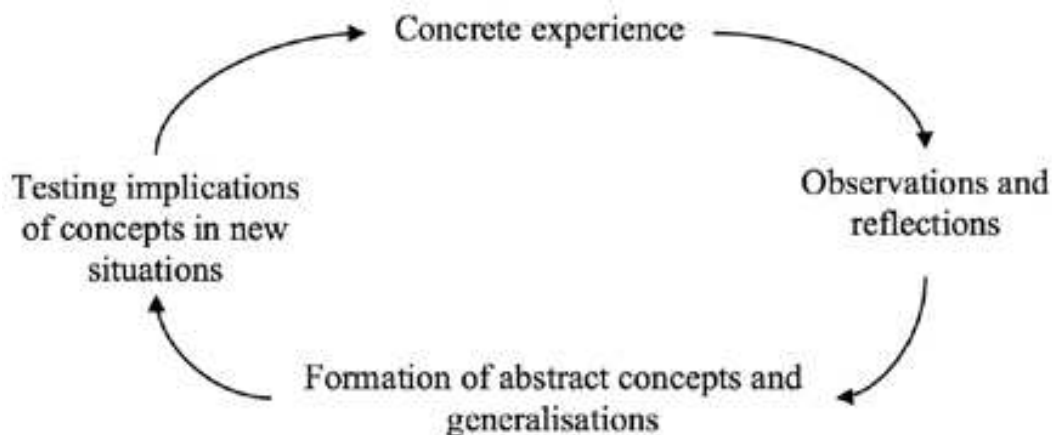 Concrete experience
Observations and
reflections
Formation of abstract concepts and
generalisations
Testing implications
of concepts in new
situations